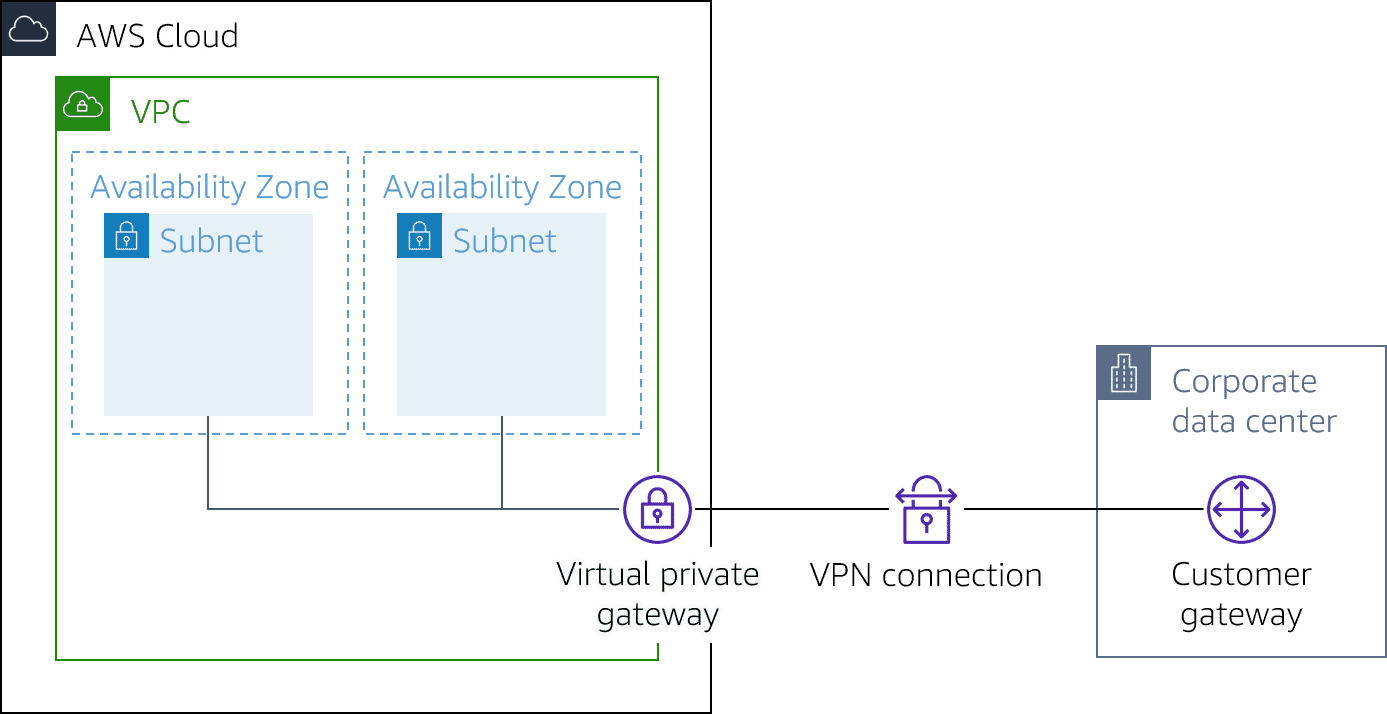 AWS Cloud
VPC
Availability Zone
Subnet
Availability Zone
Subnet
Virtual private
gateway
VPN connection
Corporate
data center
Customer
gateway